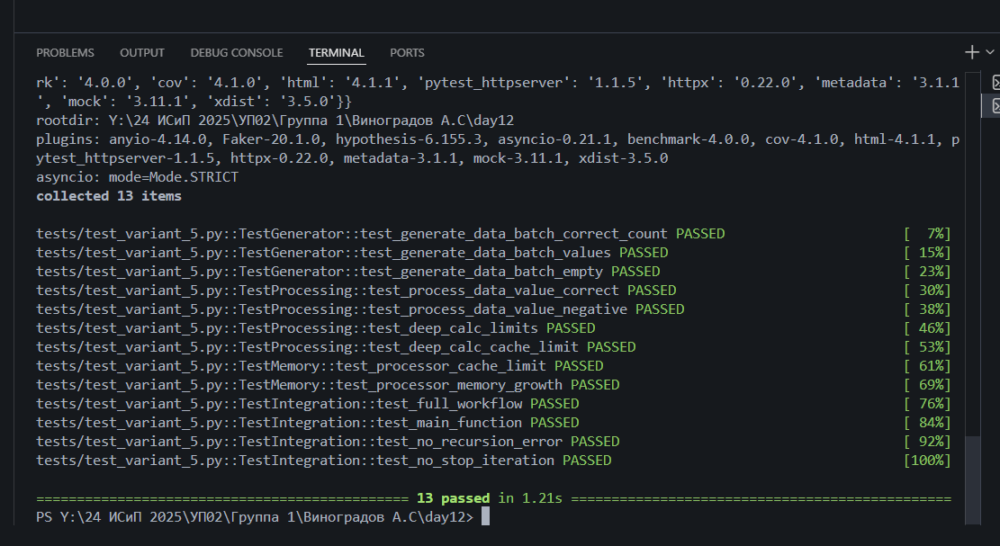 PROBLEMS OUTPUT DEBUG CONSOLE TERMINAL PORTS
rk': '4.0.0', 'cov': '4.1.0', 'html': '4.1.1', 'pytest_httpserver': '1.1.5', 'httpx': '0.22.0', 'metadata': '3.1.1
', 'mock': '3.11.1', 'xdist': '3.5.0'}}
rootdir: Y:\24 ИСиП 2025\УП02\Группа 1\Виноградов А.С\day12
plugins: anyio-4.14.0, Faker-20.1.0, hypothesis-6.155.3, asyncio-0.21.1, benchmark-4.0.0, cov-4.1.0, html-4.1.1, p
ytest_httpserver-1.1.5, httpx-0.22.0, metadata-3.1.1, mock-3.11.1, xdist-3.5.0
asyncio: mode=Mode.STRICT
collected 13 items
tests/test_variant_5.py::TestGenerator::test_generate_data_batch_correct_count PASSED [  7%]
tests/test_variant_5.py::TestGenerator::test_generate_data_batch_values PASSED [ 15%]
tests/test_variant_5.py::TestGenerator::test_generate_data_batch_empty PASSED [ 23%]
tests/test_variant_5.py::TestProcessing::test_process_data_value_correct PASSED [ 30%]
tests/test_variant_5.py::TestProcessing::test_process_data_value_negative PASSED [ 38%]
tests/test_variant_5.py::TestProcessing::test_deep_calc_limits PASSED [ 46%]
tests/test_variant_5.py::TestProcessing::test_deep_calc_cache_limit PASSED [ 53%]
tests/test_variant_5.py::TestMemory::test_processor_cache_limit PASSED [ 61%]
tests/test_variant_5.py::TestMemory::test_processor_memory_growth PASSED [ 69%]
tests/test_variant_5.py::TestIntegration::test_full_workflow PASSED [ 76%]
tests/test_variant_5.py::TestIntegration::test_main_function PASSED [ 84%]
tests/test_variant_5.py::TestIntegration::test_no_recursion_error PASSED [ 92%]
tests/test_variant_5.py::TestIntegration::test_no_stop_iteration PASSED [100%]
============================================== 13 passed in 1.21s ===============================================
PS Y:\24 ИСиП 2025\УП02\Группа 1\Виноградов А.С\day12>